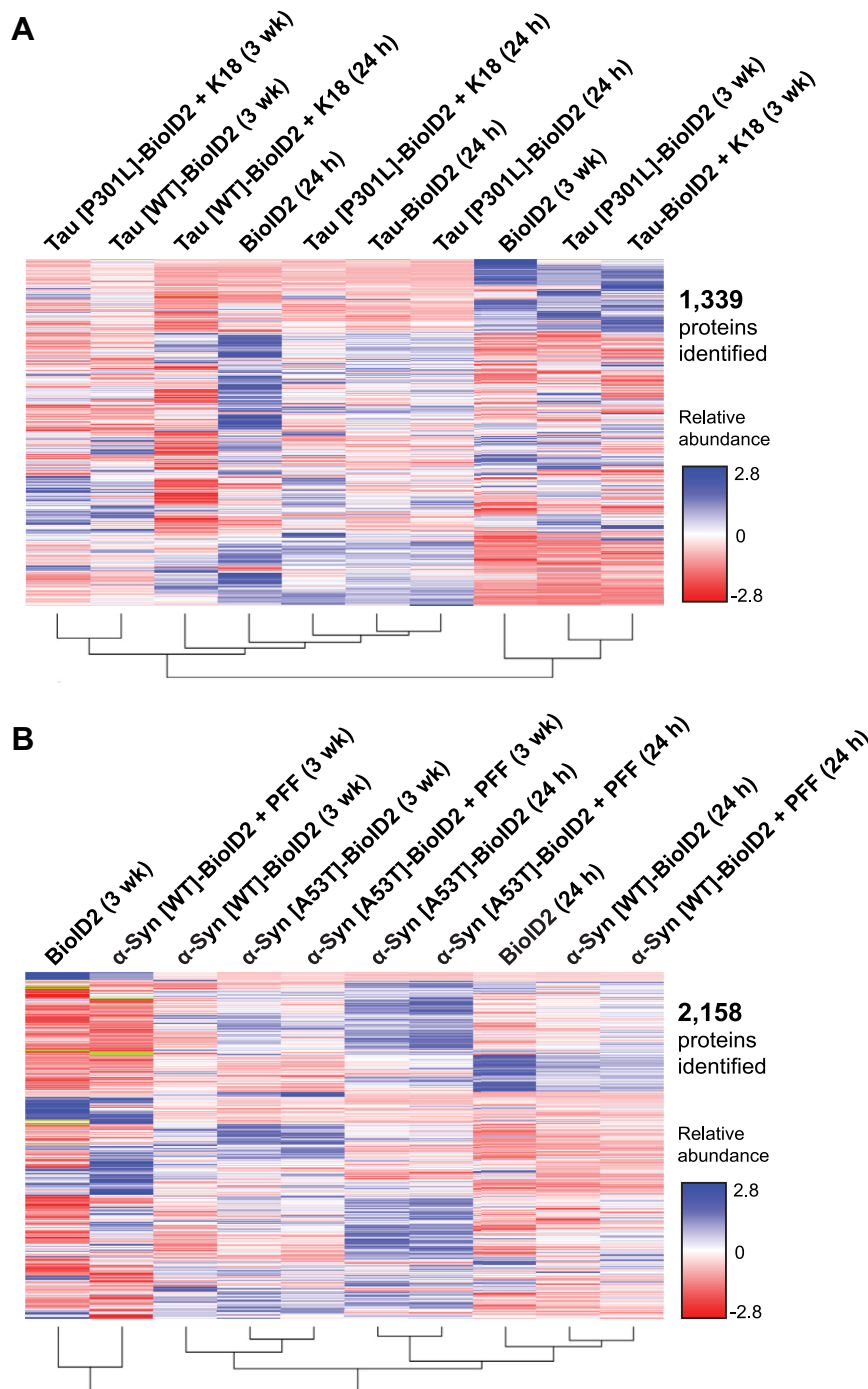 A
Tau [P301L]-BioID2 + K18 (3 wk)
Tau [WT]-BioID2 (3 wk)
Tau [WT]-BioID2 + K18 (24 h)
BioID2 (24 h)
Tau [P301L]-BioID2 + K18 (24 h)
Tau-BioID2 (24 h)
Tau [P301L]-BioID2 (24 h)
BioID2 (3 wk)
Tau [P301L]-BioID2 (3 wk)
Tau-BioID2 + K18 (3 wk)
1,339
proteins
identified
Relative
abundance
2.8
0
-2.8
B
BioID2 (3 wk)
α-Syn [WT]-BioID2 + PFF (3 wk)
α-Syn [WT]-BioID2 (3 wk)
α-Syn [A53T]-BioID2 (3 wk)
α-Syn [A53T]-BioID2 + PFF (3 wk)
α-Syn [A53T]-BioID2 (24 h)
α-Syn [A53T]-BioID2 + PFF (24 h)
BioID2 (24 h)
α-Syn [WT]-BioID2 (24 h)
α-Syn [WT]-BioID2 + PFF (24 h)
2,158
proteins
identified
Relative
abundance
2.8
0
-2.8